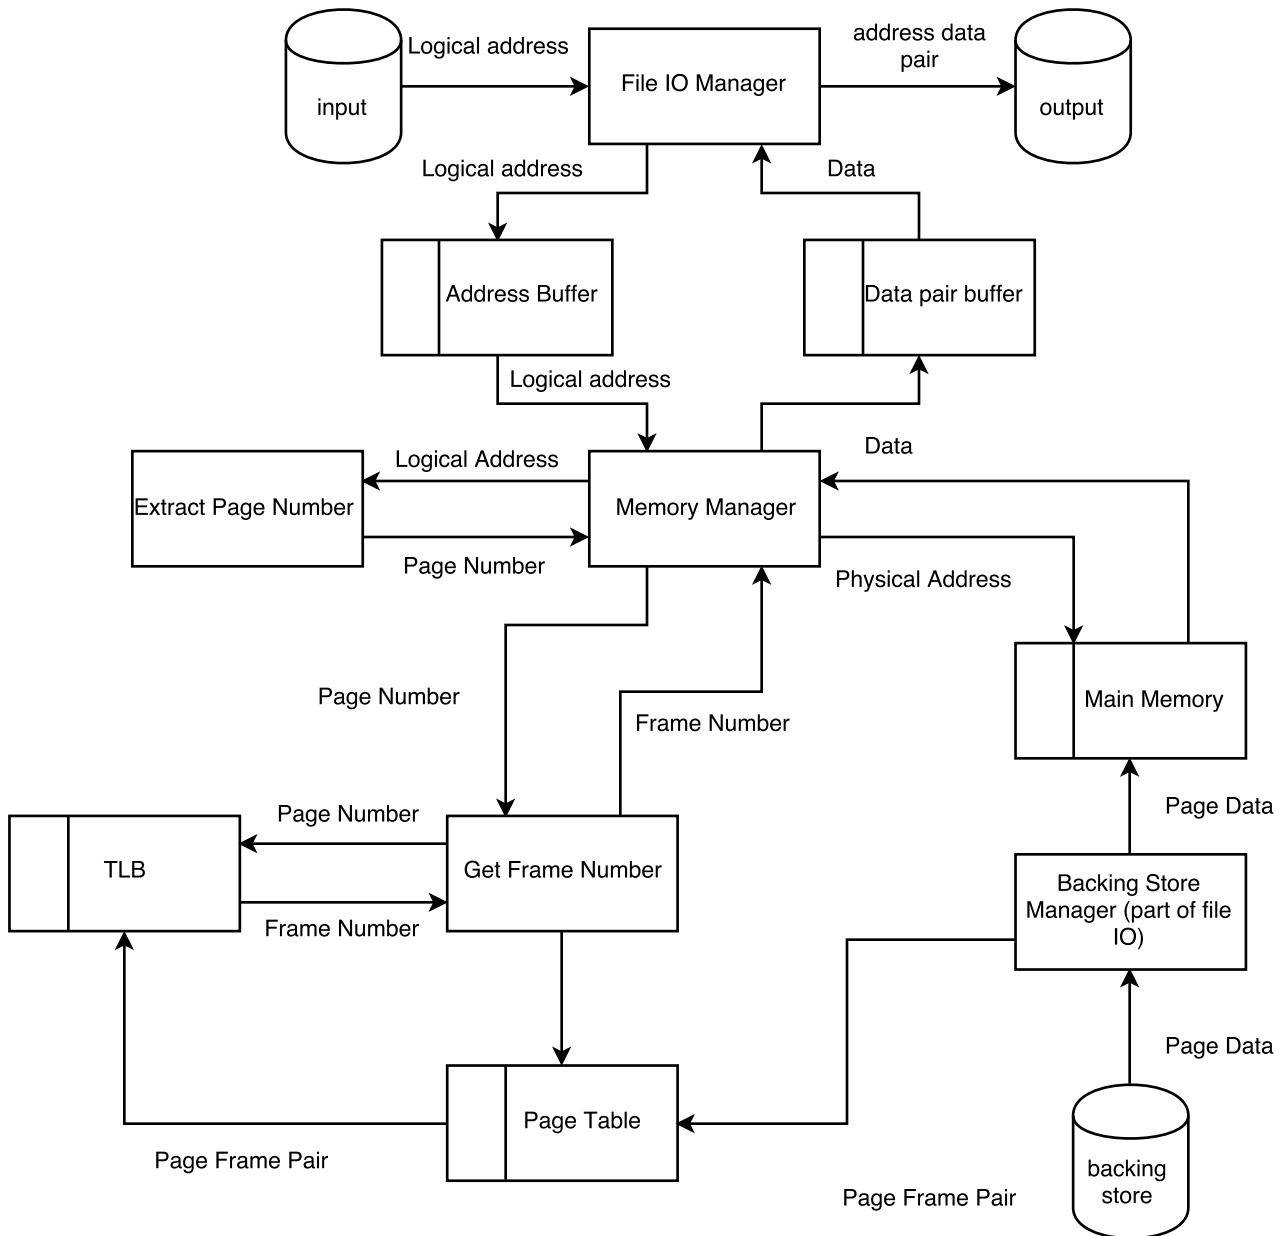 Logical address
address data
pair
input
File IO Manager
output
Logical address
Data
Address Buffer
Data pair buffer
Logical address
Data
Logical Address
Extract Page Number
Memory Manager
Page Number
Physical Address
Page Number
Frame Number
Main Memory
Page Number
Page Data
TLB
Get Frame Number
Backing Store
Manager (part of file
IO)
Frame Number
Page Data
Page Table
Page Frame Pair
backing
store
Page Frame Pair